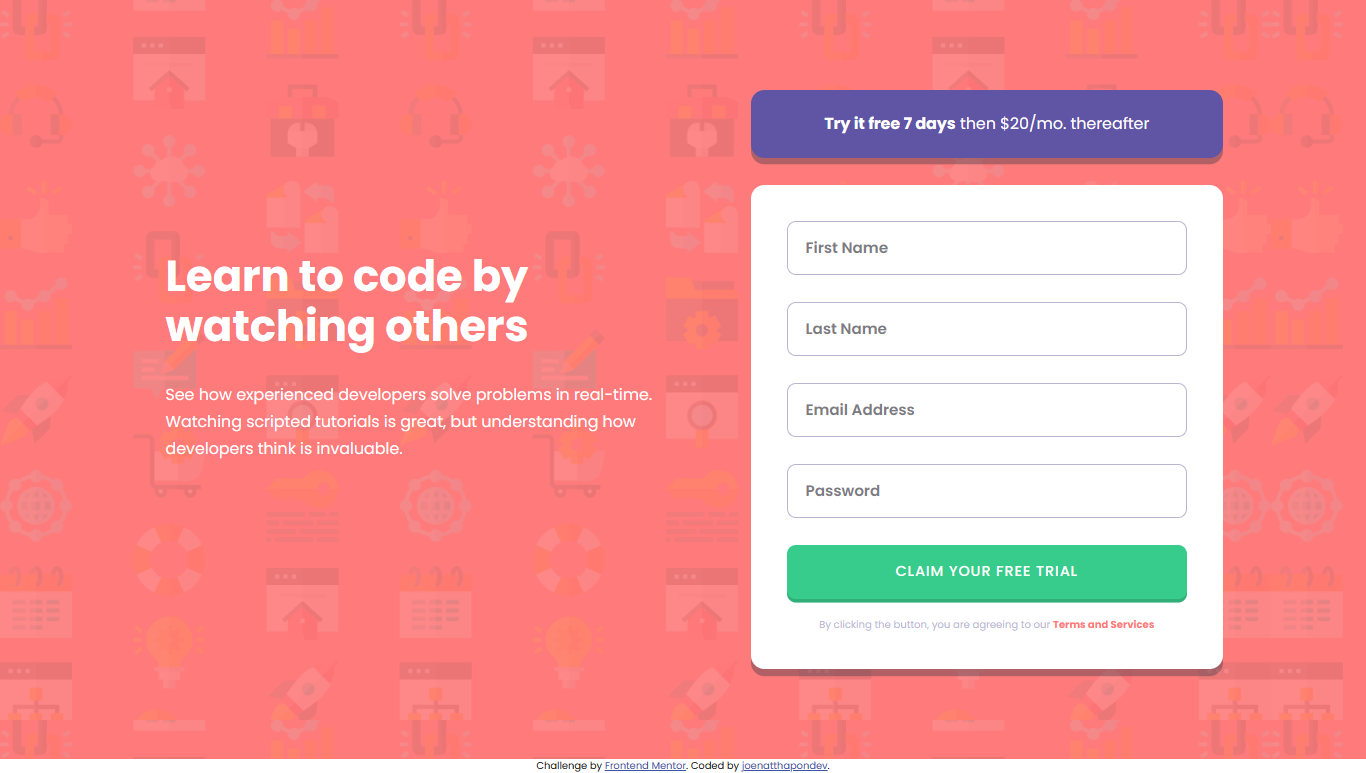 Learn to code by
watching others
See how experienced developers solve problems in real-time.
Watching scripted tutorials is great, but understanding how
developers think is invaluable.
Try it free 7 days then $20/mo. thereafter
First Name
Last Name
Email Address
Password
CLAIM YOUR FREE TRIAL
By clicking the button, you are agreeing to our Terms and Services
Challenge by Frontend Mentor. Coded by joenatthapondev.